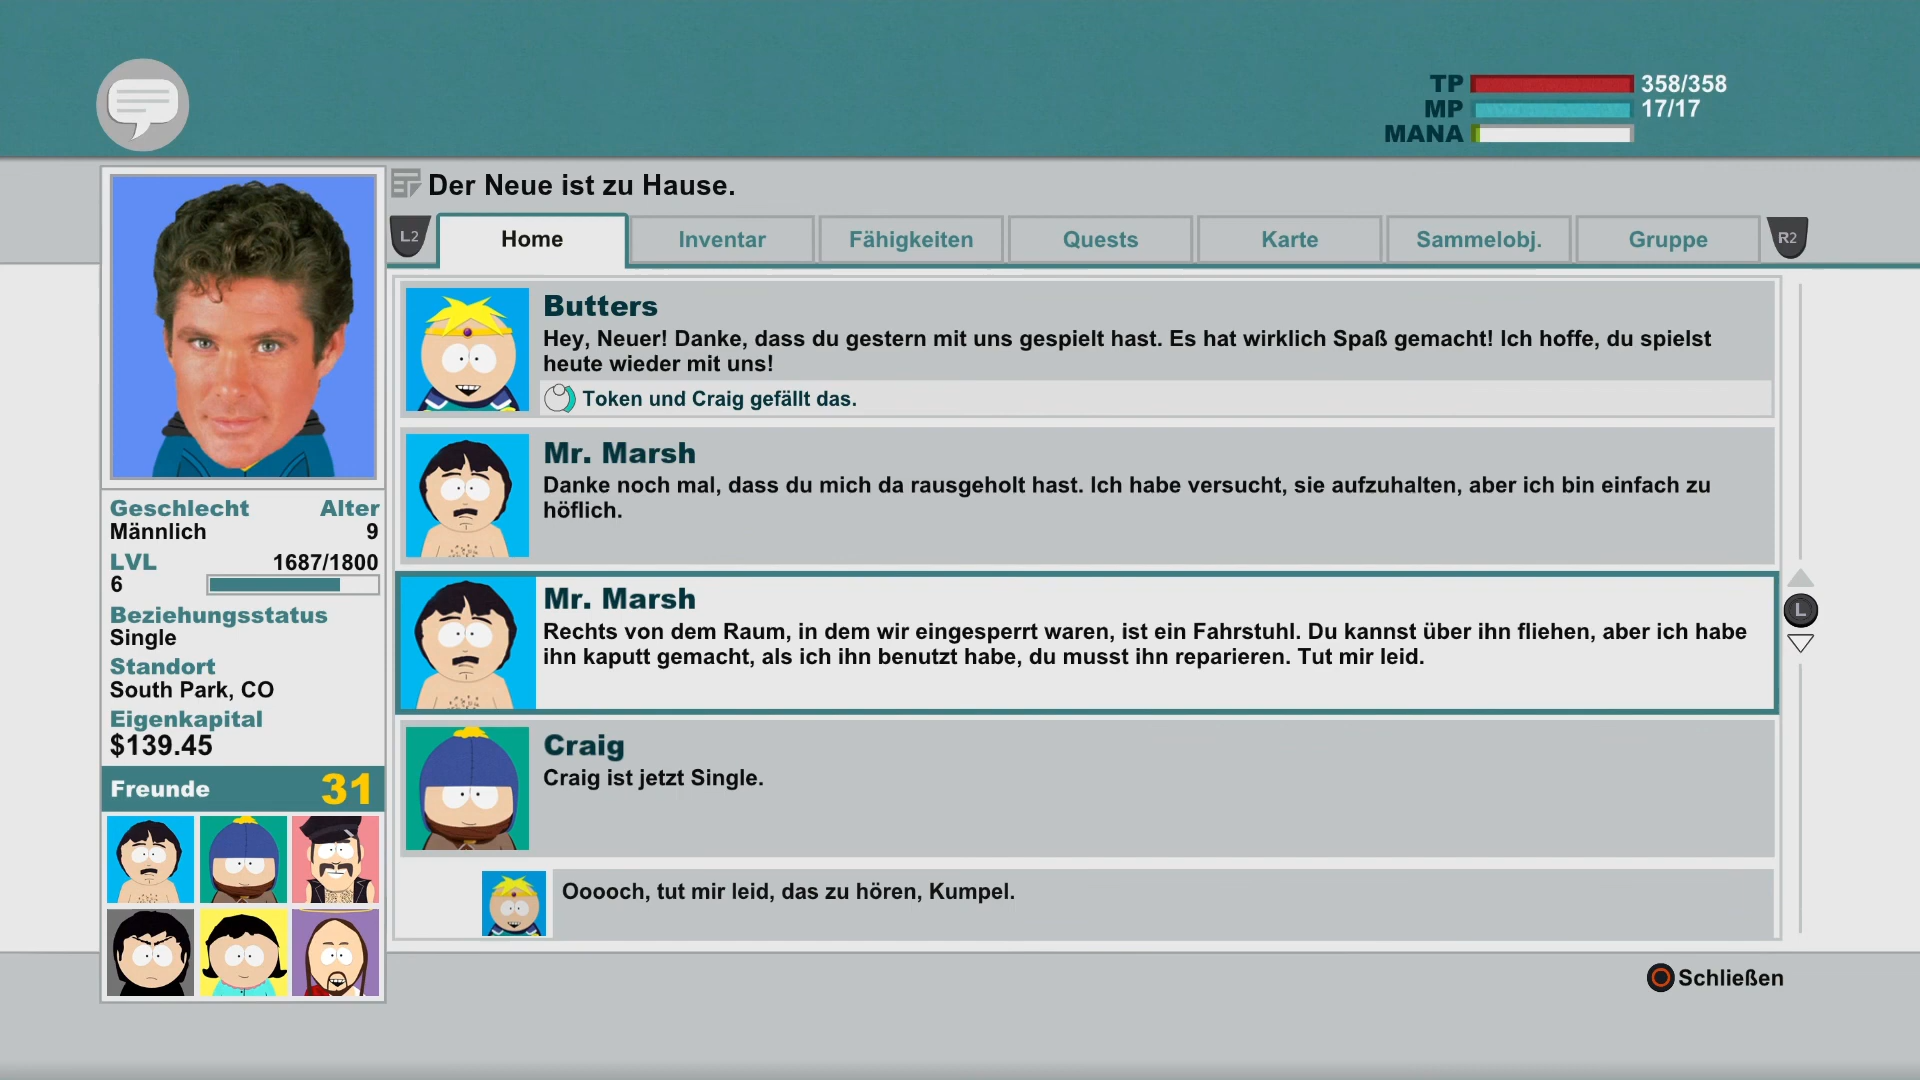 TP 358/358
MP 17/17
MANA
Der Neue ist zu Hause.
L2 Home Inventar Fähigkeiten Quests Karte Sammelobj. Gruppe R2
Geschlecht Alter
Männlich 9
LVL 1687/1800
6
Beziehungsstatus
Single
Standort
South Park, CO
Eigenkapital
$139.45
Freunde 31
Butters
Hey, Neuer! Danke, dass du gestern mit uns gespielt hast. Es hat wirklich Spaß gemacht! Ich hoffe, du spielst
heute wieder mit uns!
Token und Craig gefällt das.
Mr. Marsh
Danke noch mal, dass du mich da rausgeholt hast. Ich habe versucht, sie aufzuhalten, aber ich bin einfach zu
höflich.
Mr. Marsh
Rechts von dem Raum, in dem wir eingesperrt waren, ist ein Fahrstuhl. Du kannst über ihn fliehen, aber ich habe
ihn kaputt gemacht, als ich ihn benutzt habe, du musst ihn reparieren. Tut mir leid.
L
Craig
Craig ist jetzt Single.
Ooooch, tut mir leid, das zu hören, Kumpel.
Schließen